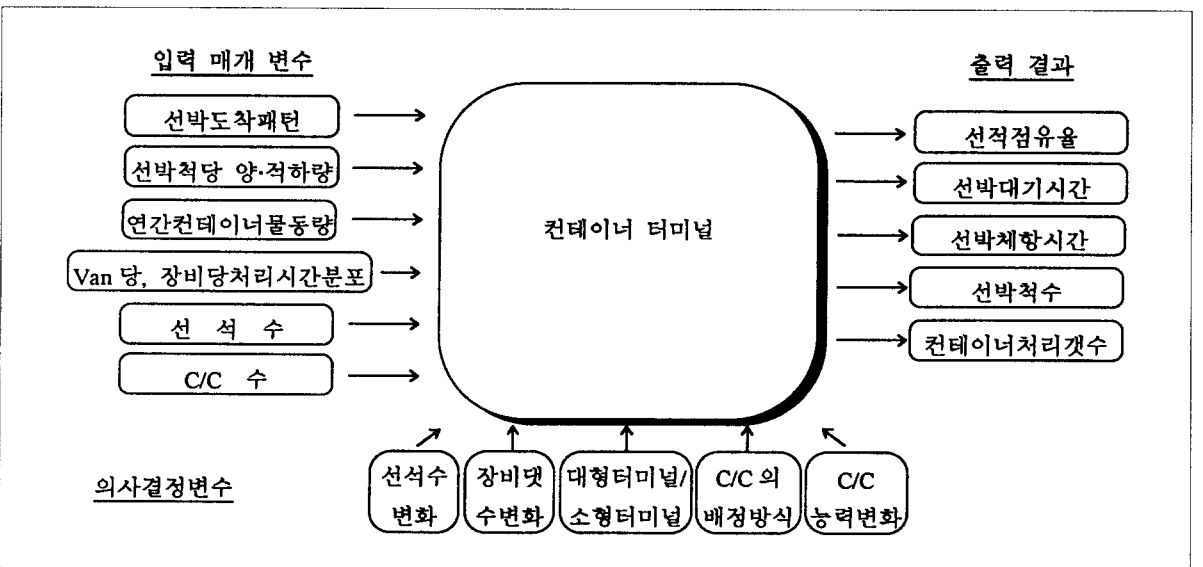 입력 매개 변수
선박도착패턴
선박척당 양·적하량
연간컨테이너물동량
Van 당, 장비당처리시간분포
선 석 수
C/C 수
컨테이너 터미널
출력 결과
선적점유율
선박대기시간
선박체항시간
선박척수
컨테이너처리갯수
의사결정변수
선석수
변화
장비댓
수변화
대형터미널/
소형터미널
C/C 의
배정방식
C/C
능력변화